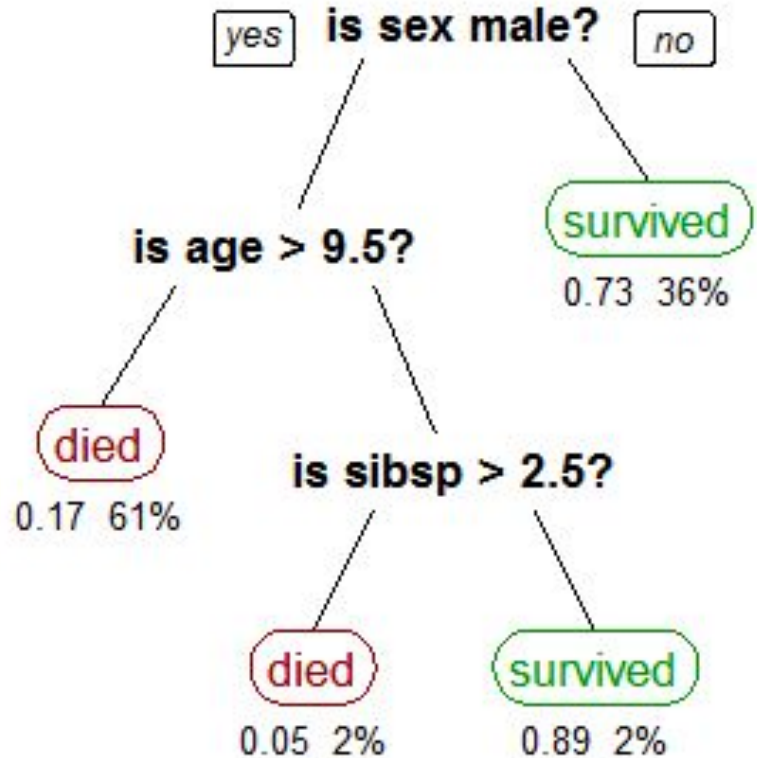 yes is sex male? no
is age > 9.5?
survived
0.73 36%
died
0.17 61%
is sibsp > 2.5?
died
0.05 2%
survived
0.89 2%